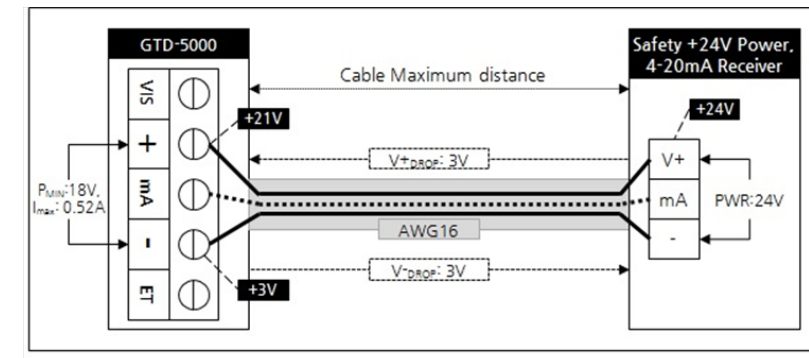 GTD-5000
Safety +24V Power,
4-20mA Receiver
Cable Maximum distance
VIS
+
mA
-
ET
+21V
+24V
V+DROP: 3V
V+
mA
-
PMIN:18V,
Imax: 0.52A
PWR:24V
AWG16
V-DROP: 3V
+3V